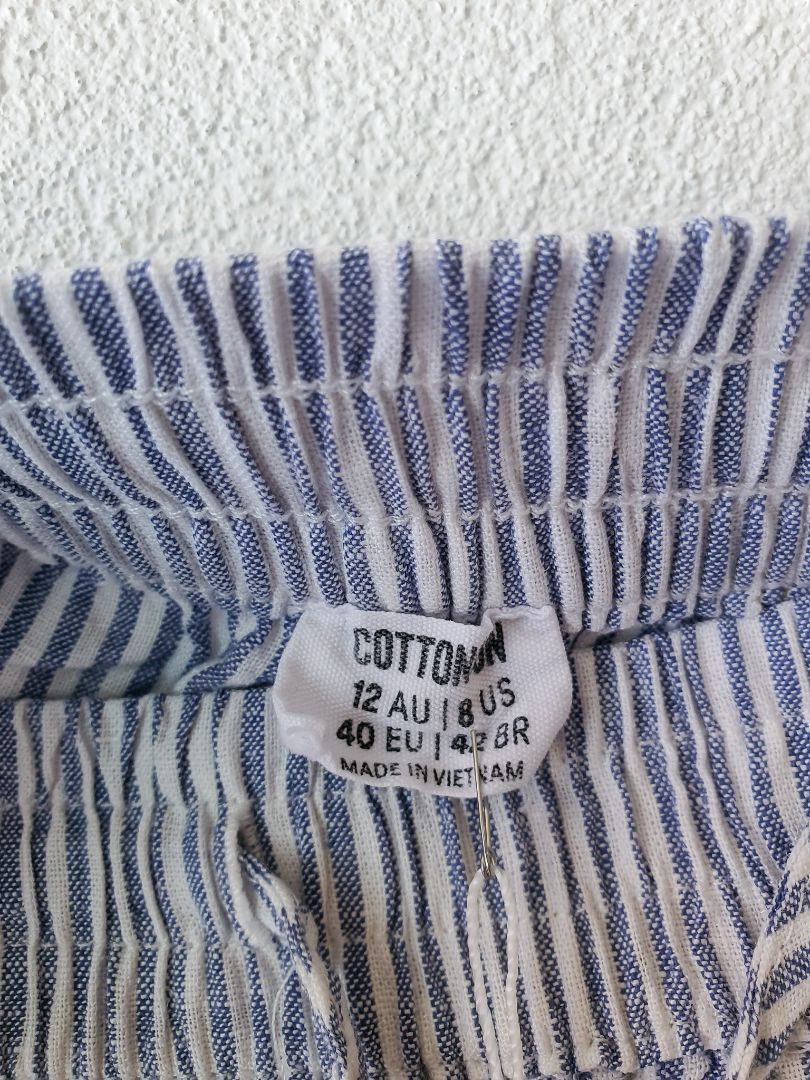 COTTON:ON
12 AU | 8 US
40 EU | 42 BR
MADE IN VIETNAM